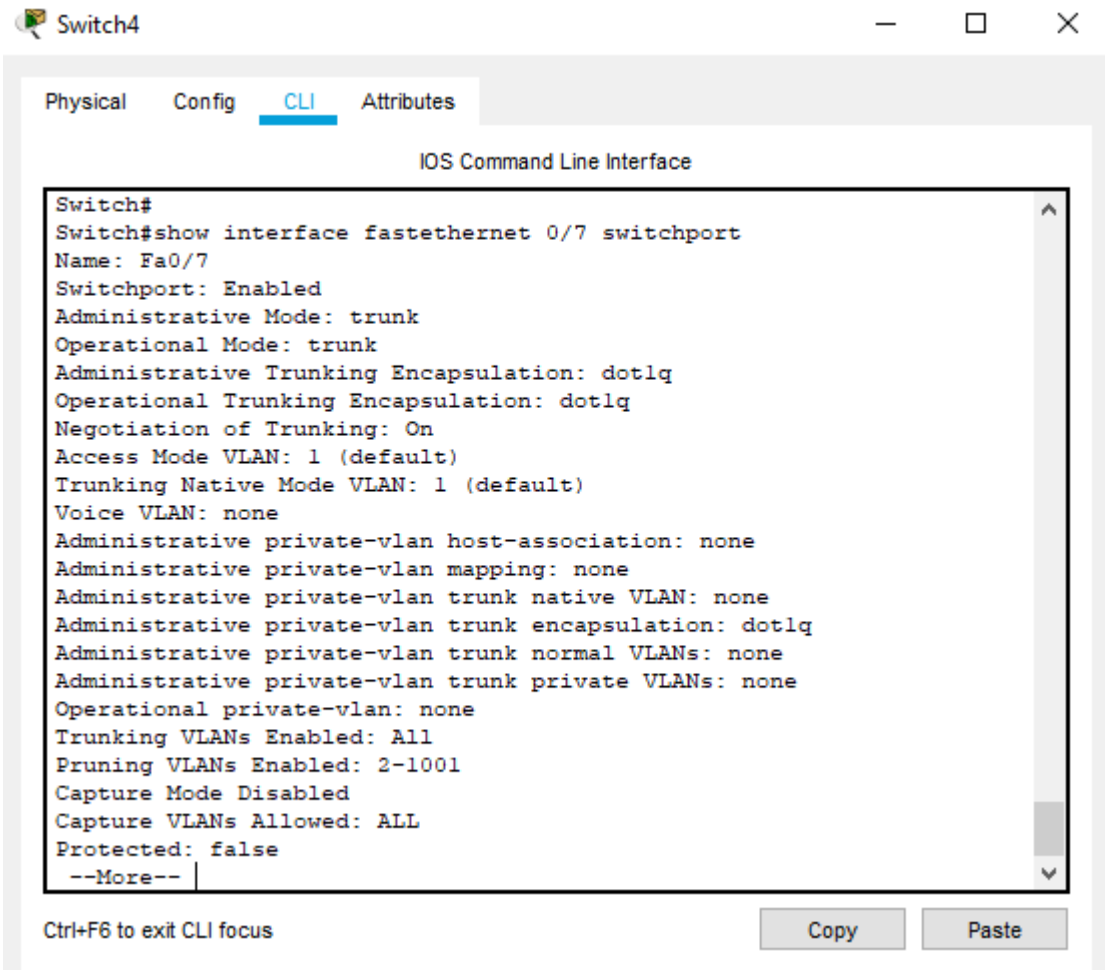 Switch4
Physical Config CLI Attributes
IOS Command Line Interface
Switch#
Switch#show interface fastethernet 0/7 switchport
Name: Fa0/7
Switchport: Enabled
Administrative Mode: trunk
Operational Mode: trunk
Administrative Trunking Encapsulation: dot1q
Operational Trunking Encapsulation: dot1q
Negotiation of Trunking: On
Access Mode VLAN: 1 (default)
Trunking Native Mode VLAN: 1 (default)
Voice VLAN: none
Administrative private-vlan host-association: none
Administrative private-vlan mapping: none
Administrative private-vlan trunk native VLAN: none
Administrative private-vlan trunk encapsulation: dot1q
Administrative private-vlan trunk normal VLANs: none
Administrative private-vlan trunk private VLANs: none
Operational private-vlan: none
Trunking VLANs Enabled: All
Pruning VLANs Enabled: 2-1001
Capture Mode Disabled
Capture VLANs Allowed: ALL
Protected: false
--More--
Ctrl+F6 to exit CLI focus
Copy Paste